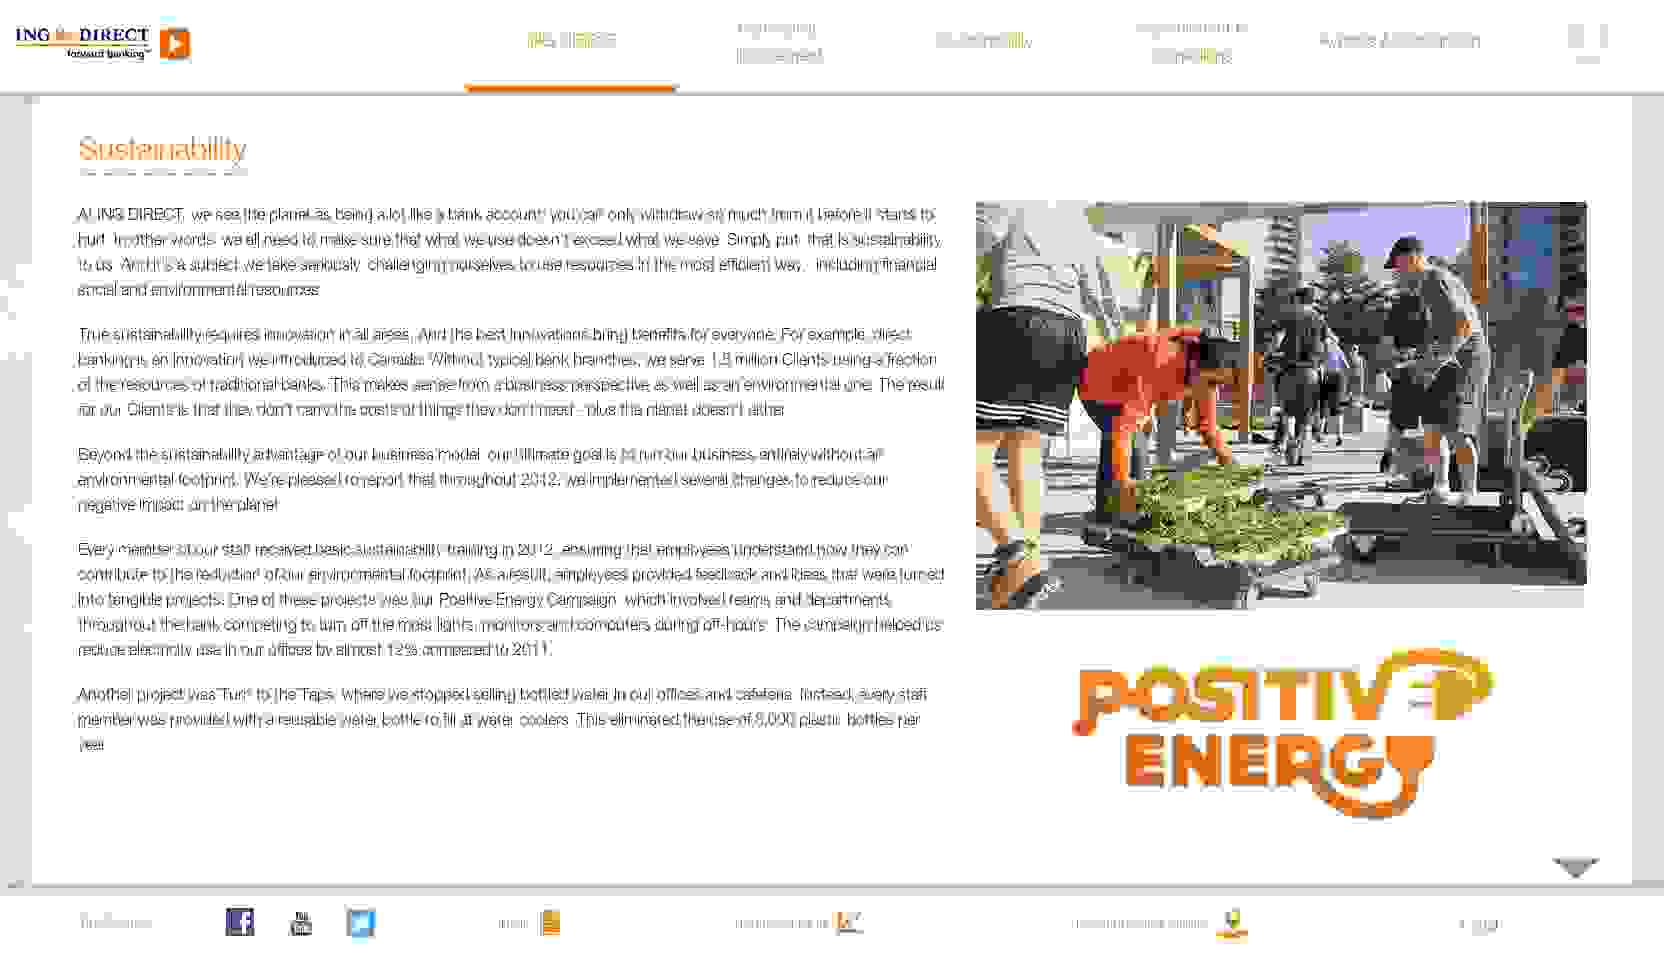 ING DIRECT
forward banking™
Sustainability
Sustainability
At ING DIRECT, we see the planet as being a lot like a bank account: you can only withdraw so much from it before it starts to
hurt. In other words, we all need to make sure that what we use doesn't exceed what we save. Simply put, that is sustainability
to us. And it's a subject we take seriously, challenging ourselves to use resources in the most efficient way - including financial,
social and environmental resources.
True sustainability requires innovation in all areas. And the best innovations bring benefits for everyone. For example, direct
banking is an innovation we introduced to Canada. Without typical bank branches, we serve 1.8 million Clients using a fraction
of the resources of traditional banks. This makes sense from a business perspective as well as an environmental one. The result
for our Clients is that they don't carry the costs of things they don't need - plus the planet doesn't either.
Beyond the sustainability advantage of our business model, our ultimate goal is to run our business entirely without an
environmental footprint. We're pleased to report that throughout 2012, we implemented several changes to reduce our
negative impact on the planet.
Every member of our staff received basic sustainability training in 2012, ensuring that employees understand how they can
contribute to the reduction of our environmental footprint. As a result, employees provided feedback and ideas that were turned
into tangible projects. One of these projects was our Positive Energy Campaign, which involved teams and departments
throughout the bank competing to turn off the most lights, monitors and computers during off-hours. The campaign helped us
reduce electricity use in our offices by almost 12% compared to 2011.
Another project was Turn to the Taps, where we stopped selling bottled water in our offices and cafeteria. Instead, every staff
member was provided with a reusable water bottle to fill at water coolers. This eliminated the use of 8,000 plastic bottles per
year.
POSITIVE
ENERGY